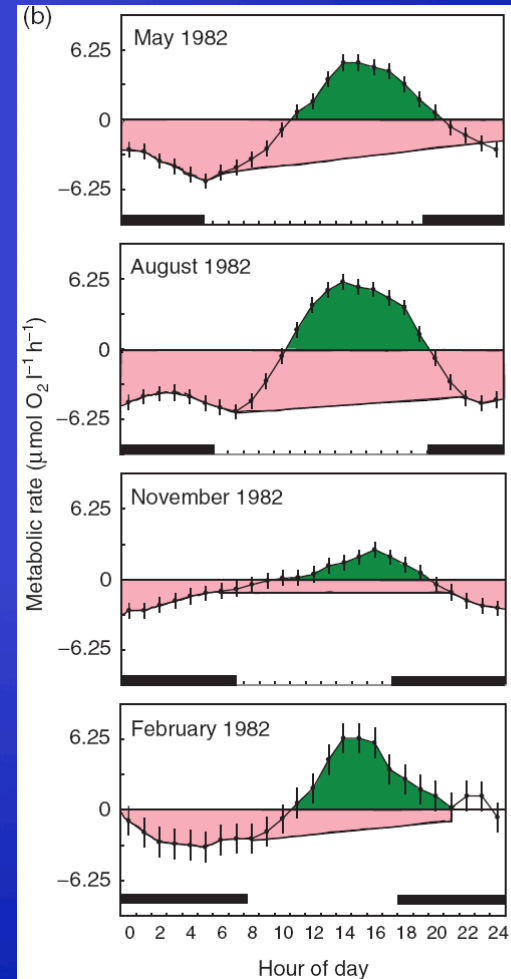 (b)
May 1982
6.25
0
−6.25
August 1982
6.25
0
−6.25
November 1982
6.25
0
−6.25
February 1982
6.25
0
−6.25
Metabolic rate (μmol O₂ l⁻¹ h⁻¹)
0 2 4 6 8 10 12 14 16 18 20 22 24
Hour of day